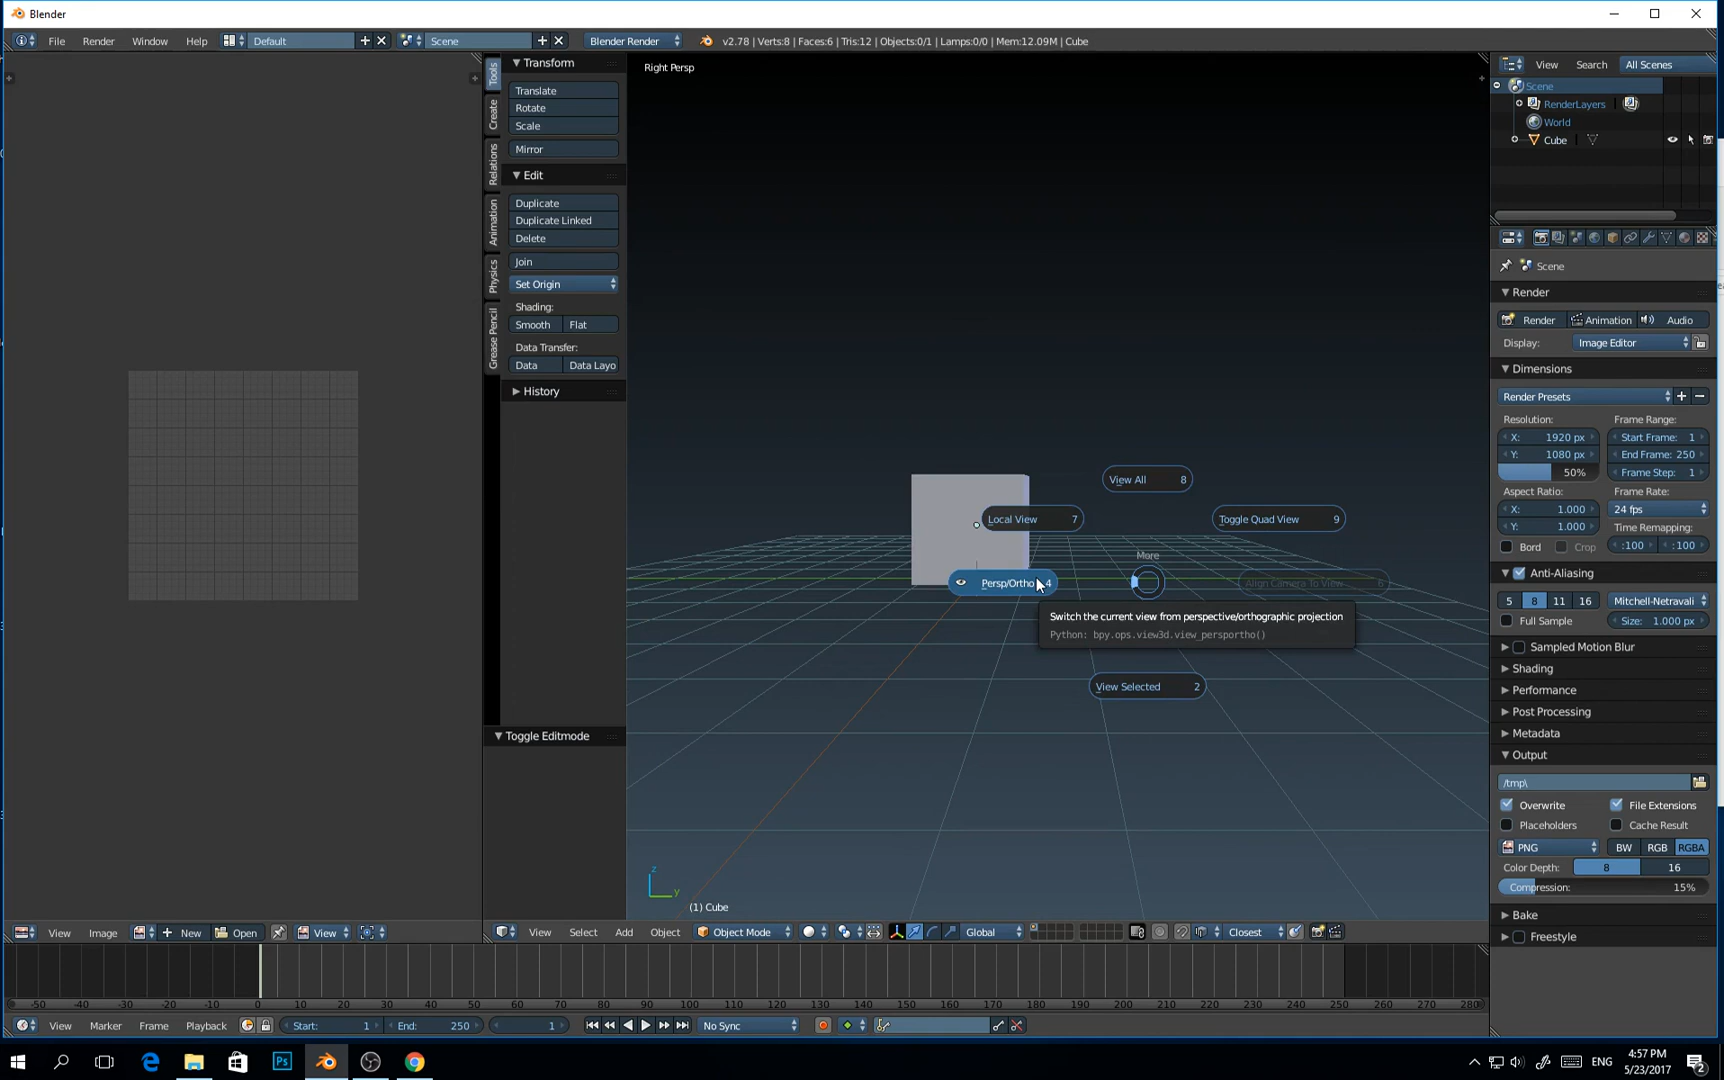 Blender
File Render Window Help Default Scene Blender Render v2.78 | Verts:8 | Faces:6 | Tris:12 | Objects:0/1 | Lamps:0/0 | Mem:12.09M | Cube
Tools
Create
Relations
Animation
Physics
Grease Pencil
Transform
Translate
Rotate
Scale
Mirror
Edit
Duplicate
Duplicate Linked
Delete
Join
Set Origin
Shading:
Smooth Flat
Data Transfer:
Data Data Layo
History
Toggle Editmode
Right Persp
View All 8
Local View 7
Toggle Quad View 9
More
Persp/Ortho 4
Align Camera To View 6
Switch the current view from perspective/orthographic projection
Python: bpy.ops.view3d.view_persportho()
View Selected 2
z
y
(1) Cube
View Search All Scenes
Scene
RenderLayers
World
Cube
Scene
Render
Render Animation Audio
Display: Image Editor
Dimensions
Render Presets
Resolution: Frame Range:
X: 1920 px Start Frame: 1
Y: 1080 px End Frame: 250
50% Frame Step: 1
Aspect Ratio: Frame Rate:
X: 1.000 24 fps
Y: 1.000 Time Remapping:
Bord Crop :100 :100
Anti-Aliasing
5 8 11 16 Mitchell-Netravali
Full Sample Size: 1.000 px
Sampled Motion Blur
Shading
Performance
Post Processing
Metadata
Output
/tmp\
Overwrite File Extensions
Placeholders Cache Result
PNG BW RGB RGBA
Color Depth: 8 16
Compression: 15%
Bake
Freestyle
View Image New Open View
View Select Add Object Object Mode Global Closest
-50 -40 -30 -20 -10 0 10 20 30 40 50 60 70 80 90 100 110 120 130 140 150 160 170 180 190 200 210 220 230 240 250 260 270 280
View Marker Frame Playback Start: 1 End: 250 1 No Sync
Ps ENG 4:57 PM
5/23/2017 2